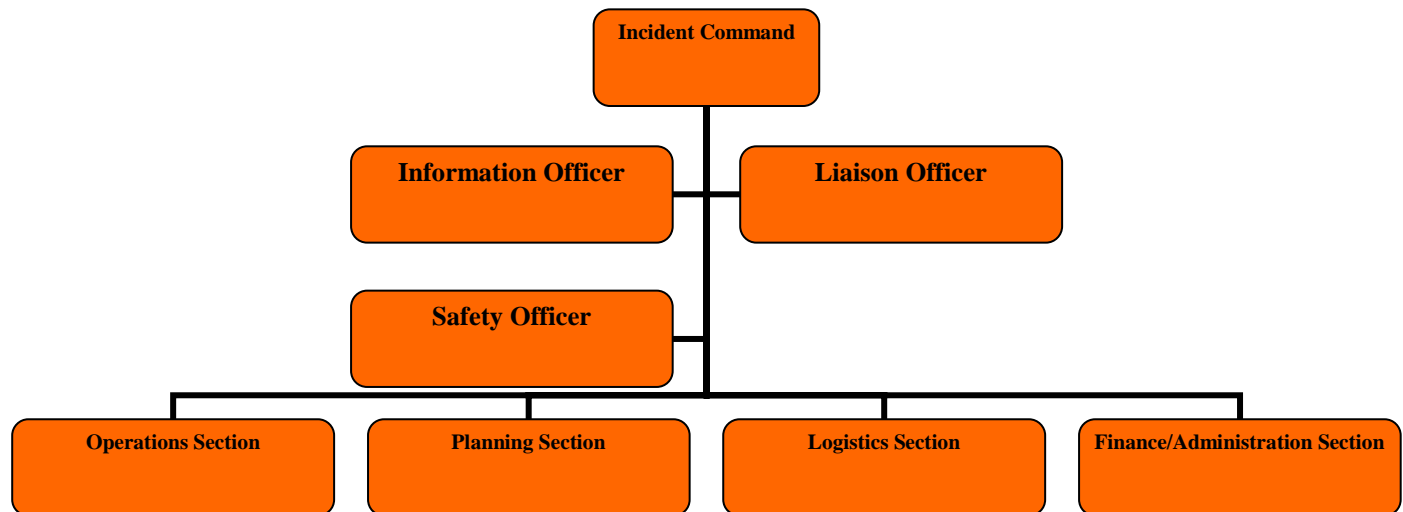 Incident Command
Information Officer
Liaison Officer
Safety Officer
Operations Section
Planning Section
Logistics Section
Finance/Administration Section